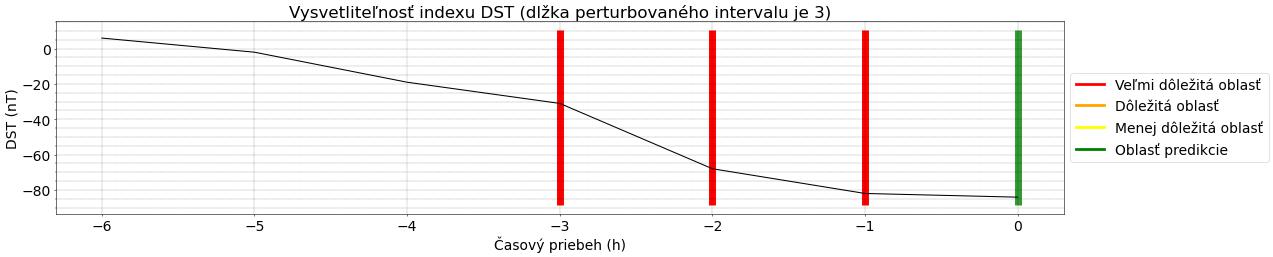 Vysvetliteľnosť indexu DST (dĺžka perturbovaného intervalu je 3)
DST (nT)
0
−20
−40
−60
−80
−6 −5 −4 −3 −2 −1 0
Časový priebeh (h)
Veľmi dôležitá oblasť
Dôležitá oblasť
Menej dôležitá oblasť
Oblasť predikcie